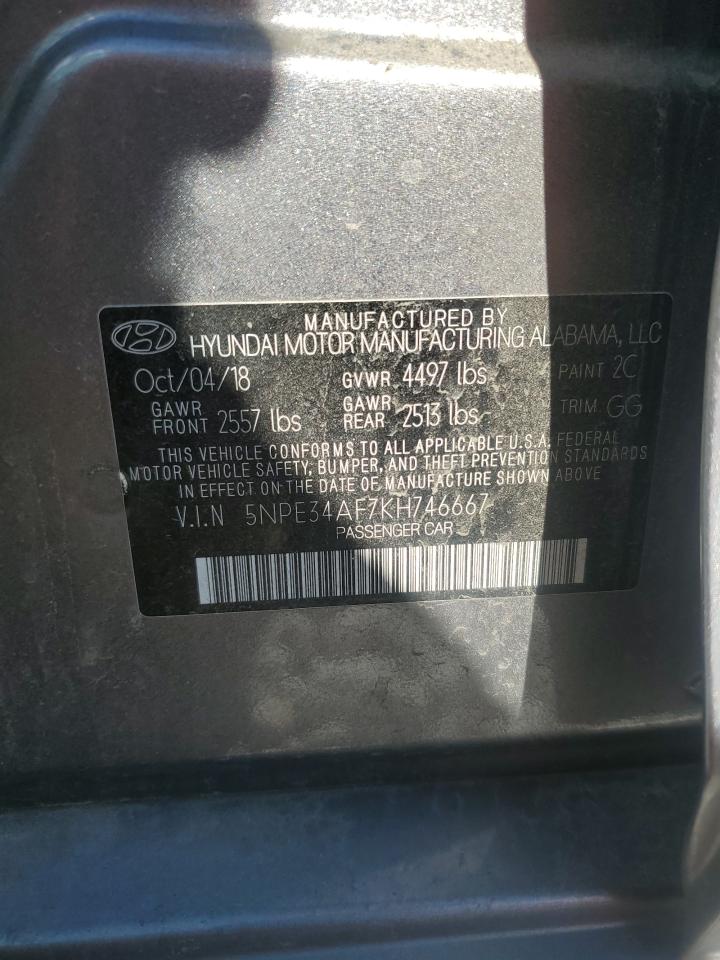 MANUFACTURED BY
HYUNDAI MOTOR MANUFACTURING ALABAMA, LLC
Oct/04/18 GVWR 4497 lbs PAINT 2C
GAWR FRONT 2557 lbs GAWR REAR 2513 lbs TRIM GG
THIS VEHICLE CONFORMS TO ALL APPLICABLE U.S.A. FEDERAL
MOTOR VEHICLE SAFETY, BUMPER, AND THEFT PREVENTION STANDARDS
IN EFFECT ON THE DATE OF MANUFACTURE SHOWN ABOVE
V.I.N 5NPE34AF7KH746667
PASSENGER CAR